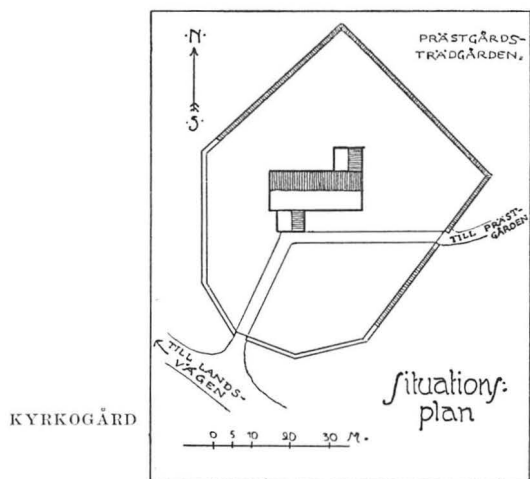 ·N·
·S·
PRÄSTGÅRDS-
TRÄDGÅRDEN.
TILL PRÄST-
GÅRDEN
TILL LANDS-
VÄGEN
Situations-
plan
KYRKOGÅRD
0 5 10 20 30 M.